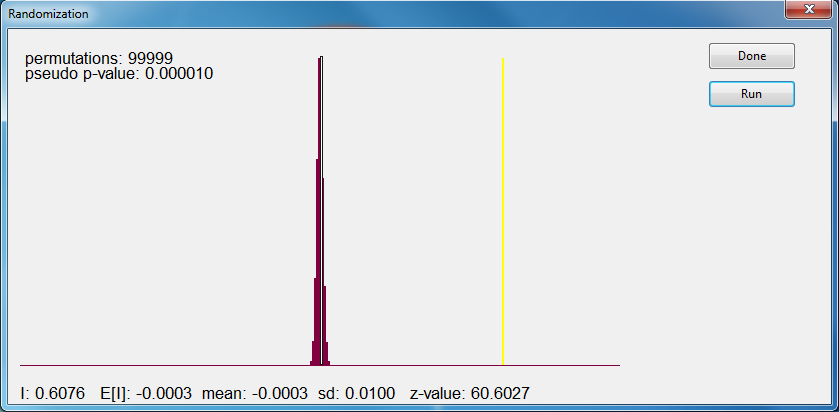 Randomization
permutations: 99999
pseudo p-value: 0.000010
Done
Run
I: 0.6076 E[I]: -0.0003 mean: -0.0003 sd: 0.0100 z-value: 60.6027